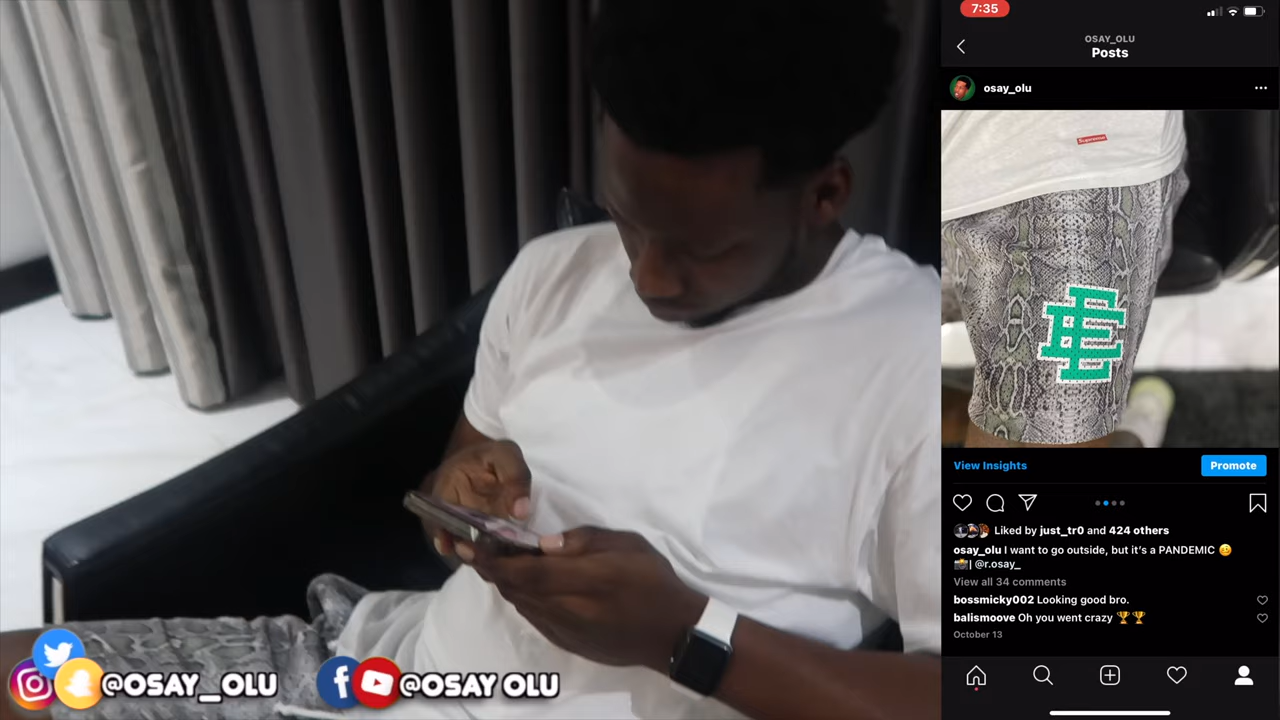 7:35
OSAY_OLU
Posts
osay_olu
Supreme
View Insights
Promote
Liked by just_tr0 and 424 others
osay_olu I want to go outside, but it's a PANDEMIC 🥴
📸| @r.osay_
View all 34 comments
bossmicky002 Looking good bro.
balismoove Oh you went crazy 🏆🏆
October 13
@OSAY_OLU
@OSAY OLU